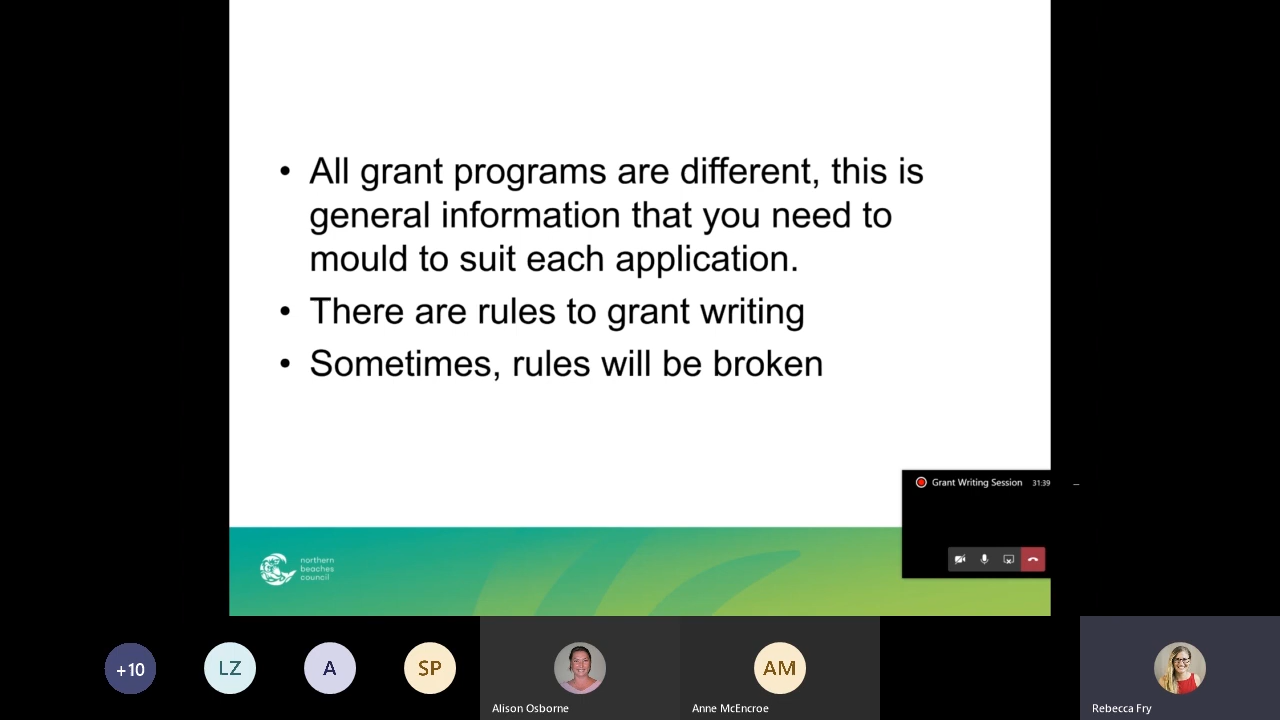 • All grant programs are different, this is
general information that you need to
mould to suit each application.
• There are rules to grant writing
• Sometimes, rules will be broken
Grant Writing Session 31:39
northern
beaches
council
+10
LZ
A
SP
AM
Alison Osborne
Anne McEncroe
Rebecca Fry